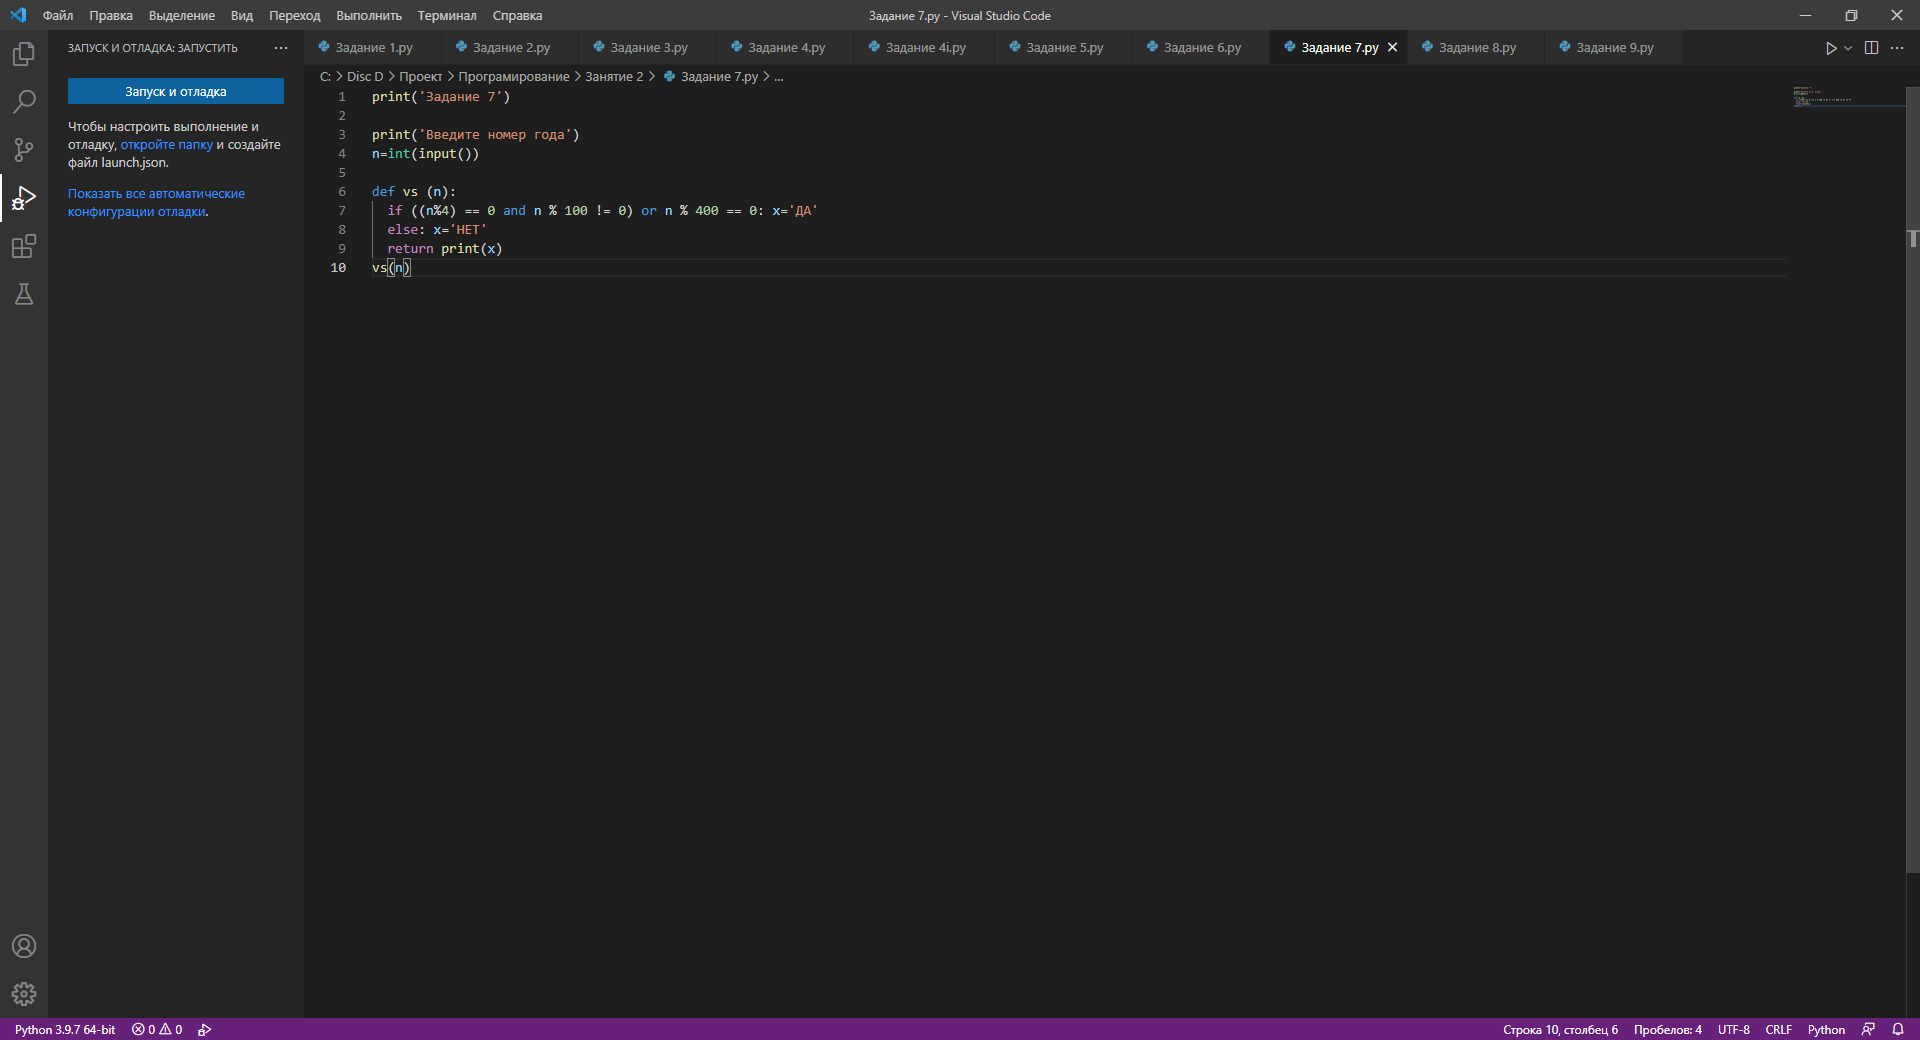 Файл Правка Выделение Вид Переход Выполнить Терминал Справка
Задание 7.py - Visual Studio Code
ЗАПУСК И ОТЛАДКА: ЗАПУСТИТЬ
Запуск и отладка
Чтобы настроить выполнение и
отладку, откройте папку и создайте
файл launch.json.
Показать все автоматические
конфигурации отладки.
Задание 1.py Задание 2.py Задание 3.py Задание 4.py Задание 4i.py Задание 5.py Задание 6.py Задание 7.py Задание 8.py Задание 9.py
C: > Disc D > Проект > Програмирование > Занятие 2 > Задание 7.py > ...
1 print('Задание 7')
2
3 print('Введите номер года')
4 n=int(input())
5
6 def vs (n):
7 if ((n%4) == 0 and n % 100 != 0) or n % 400 == 0: x='ДА'
8 else: x='НЕТ'
9 return print(x)
10 vs(n)
Python 3.9.7 64-bit 0 0
Строка 10, столбец 6 Пробелов: 4 UTF-8 CRLF Python